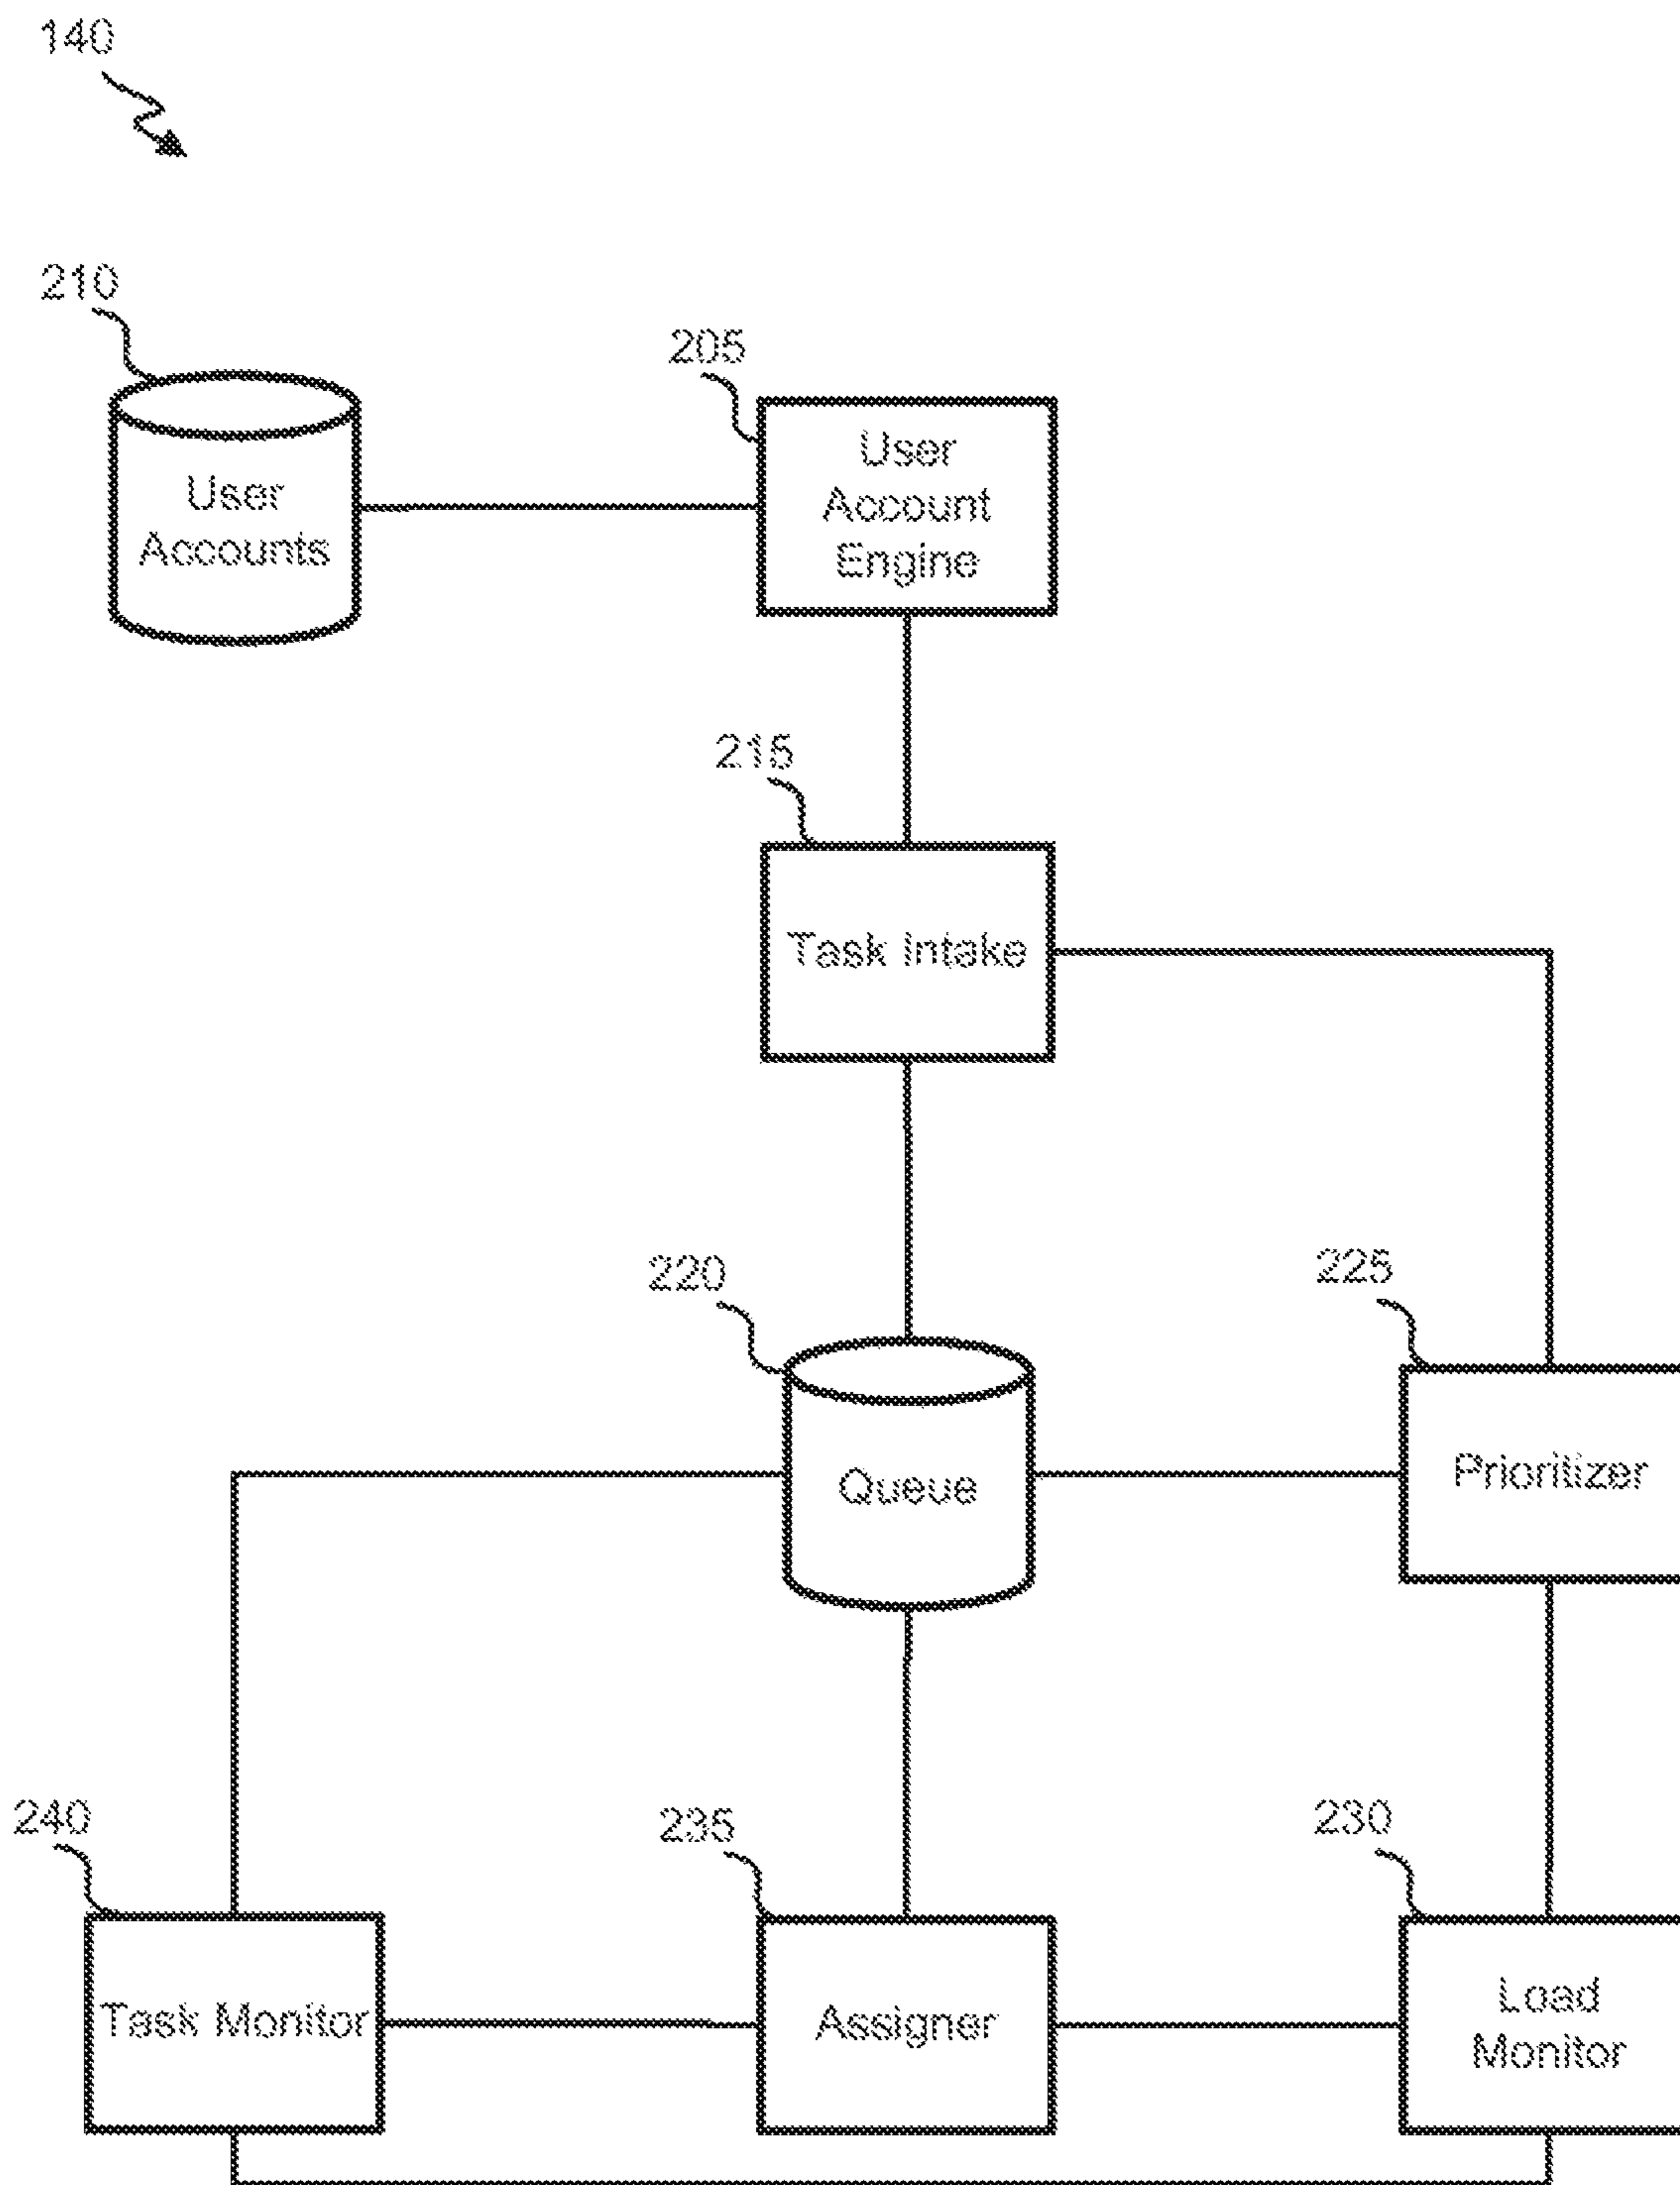 140
210
205
User
Accounts
User
Account
Engine
215
Task Intake
220
225
Queue
Prioritizer
240
235
230
Task Monitor
Assigner
Load
Monitor